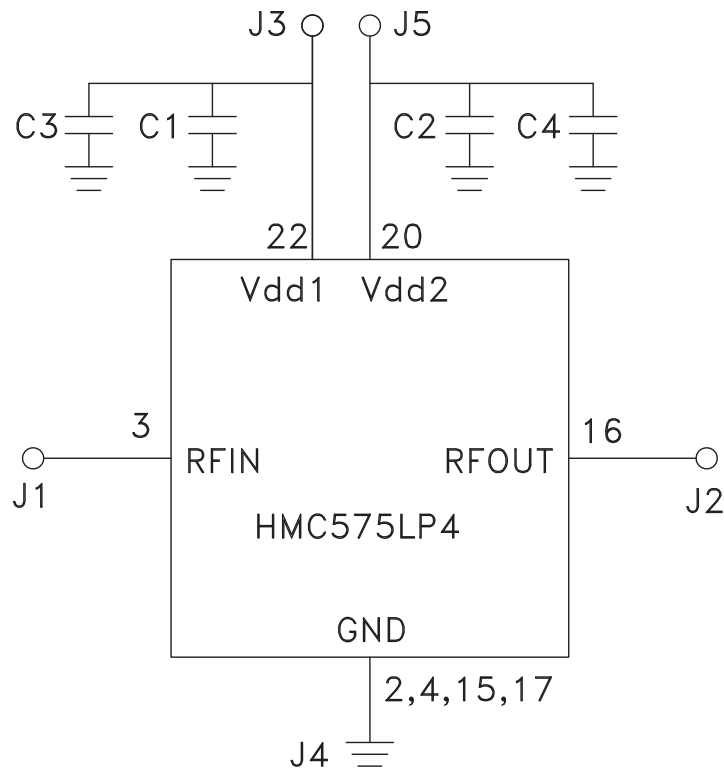 J3 J5
C3 C1 C2 C4
22 20
Vdd1 Vdd2
3 16
RFIN RFOUT
J1 J2
HMC575LP4
GND
2,4,15,17
J4